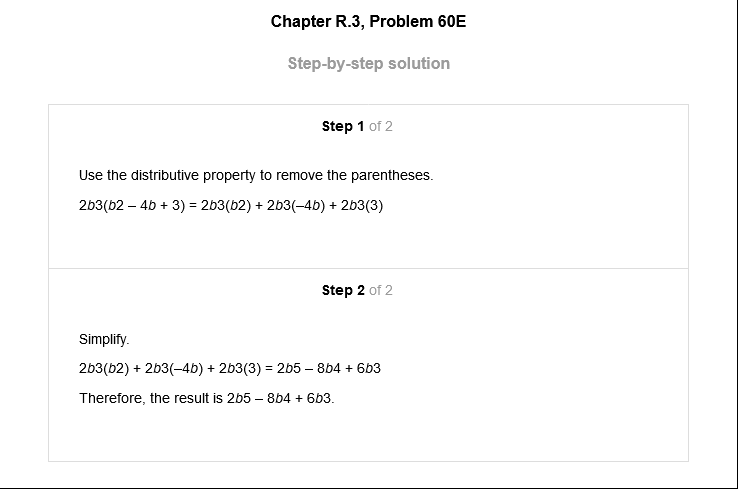 Chapter R.3, Problem 60E
Step-by-step solution
Step 1 of 2
Use the distributive property to remove the parentheses.
2b3(b2 – 4b + 3) = 2b3(b2) + 2b3(–4b) + 2b3(3)
Step 2 of 2
Simplify.
2b3(b2) + 2b3(–4b) + 2b3(3) = 2b5 – 8b4 + 6b3
Therefore, the result is 2b5 – 8b4 + 6b3.